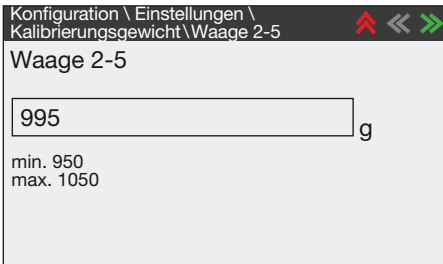 Konfiguration \ Einstellungen \
Kalibrierungsgewicht\Waage 2-5
Waage 2-5
995
g
min. 950
max. 1050